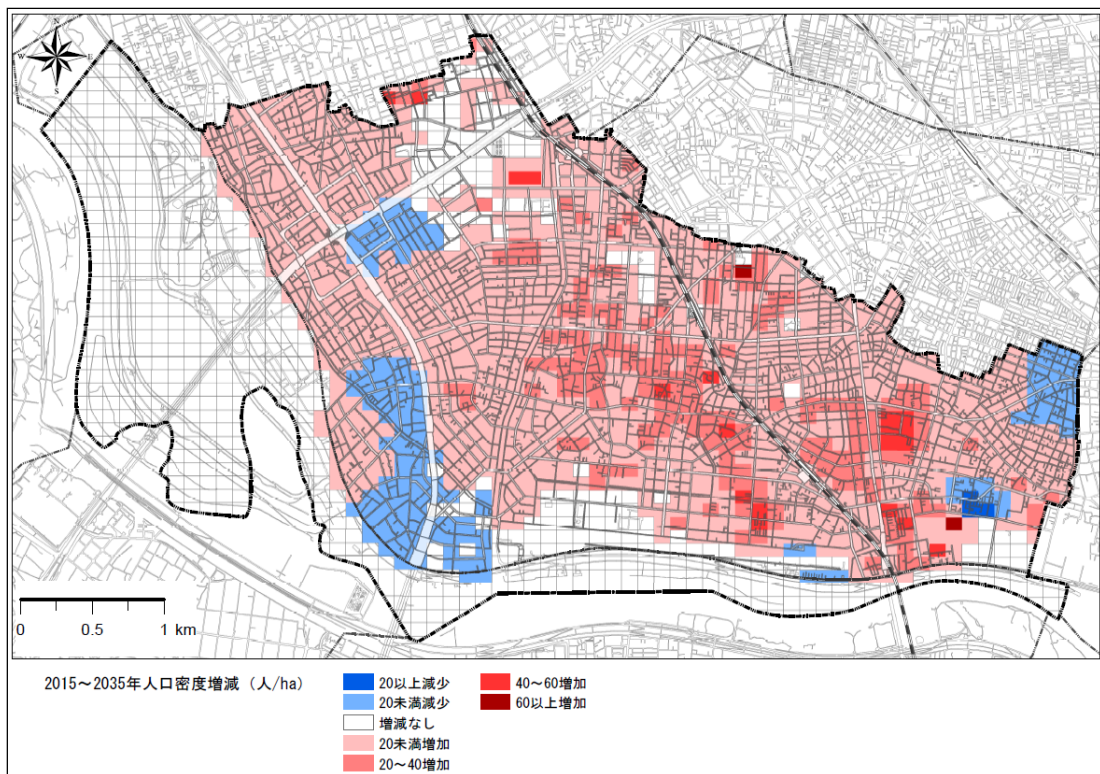 N
W E
S
0 0.5 1 km
2015～2035年人口密度増減（人/ha）
20以上減少
20未満減少
増減なし
20未満増加
20～40増加
40～60増加
60以上増加